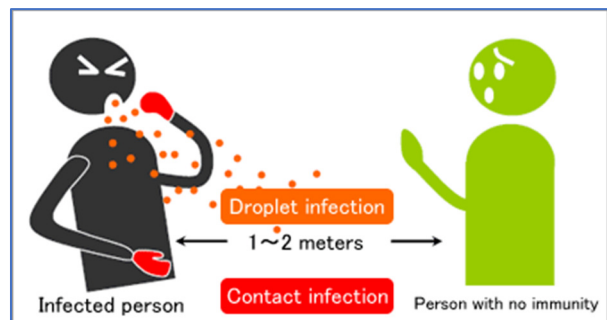 Droplet infection
1～2 meters
Contact infection
Infected person
Person with no immunity